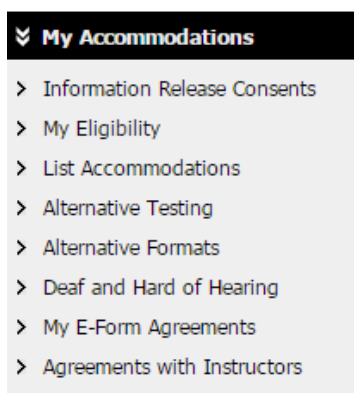 My Accommodations
Information Release Consents
My Eligibility
List Accommodations
Alternative Testing
Alternative Formats
Deaf and Hard of Hearing
My E-Form Agreements
Agreements with Instructors